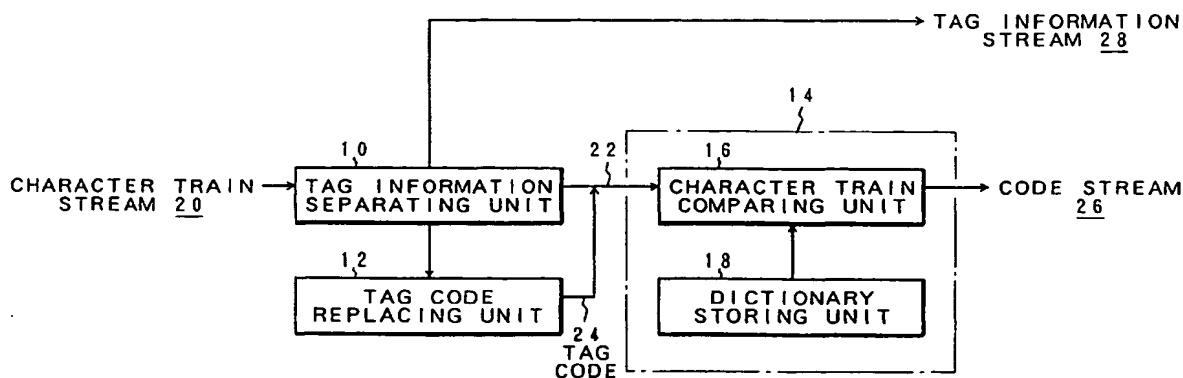 TAG INFORMATION
STREAM 28
14
10
22
16
CHARACTER TRAIN
STREAM 20
TAG INFORMATION
SEPARATING UNIT
CHARACTER TRAIN
COMPARING UNIT
CODE STREAM
26
12
18
TAG CODE
REPLACING UNIT
DICTIONARY
STORING UNIT
24
TAG
CODE